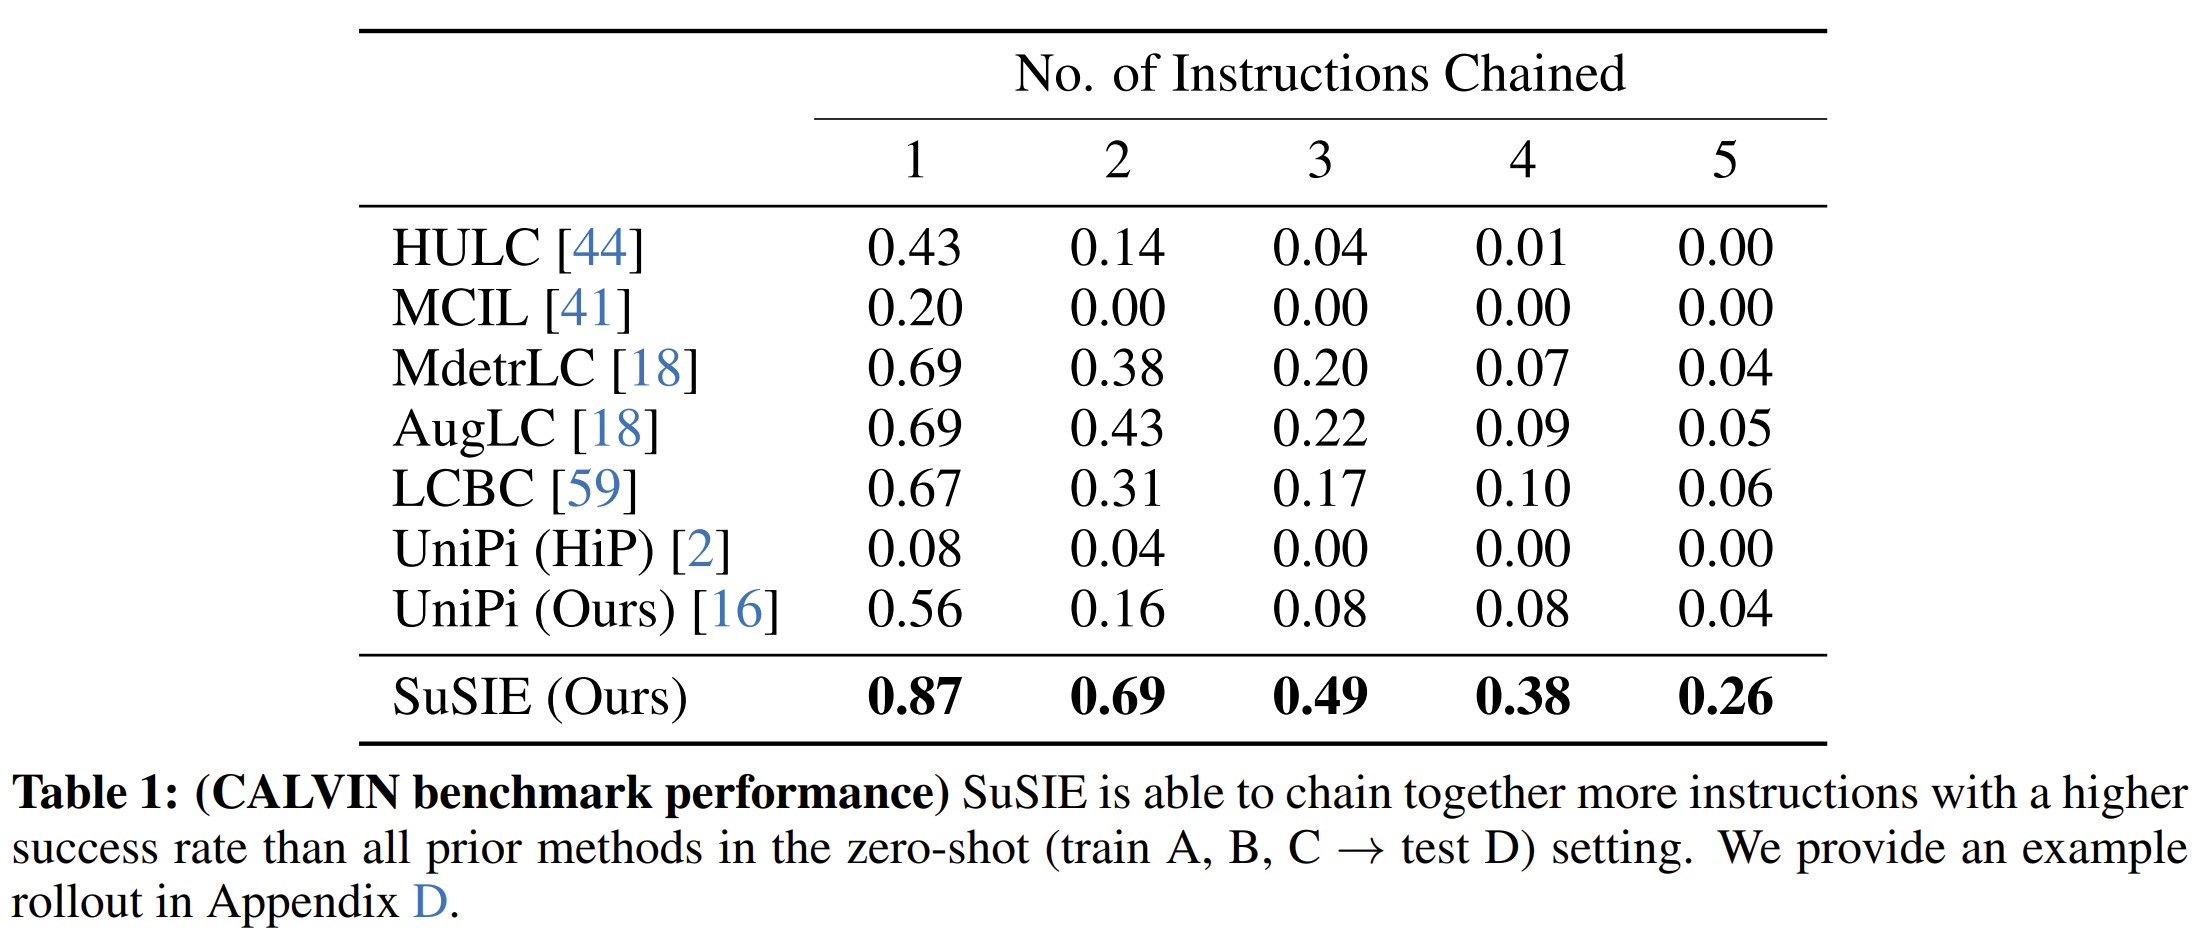 No. of Instructions Chained
1 2 3 4 5
HULC [44] 0.43 0.14 0.04 0.01 0.00
MCIL [41] 0.20 0.00 0.00 0.00 0.00
MdetrLC [18] 0.69 0.38 0.20 0.07 0.04
AugLC [18] 0.69 0.43 0.22 0.09 0.05
LCBC [59] 0.67 0.31 0.17 0.10 0.06
UniPi (HiP) [2] 0.08 0.04 0.00 0.00 0.00
UniPi (Ours) [16] 0.56 0.16 0.08 0.08 0.04
SuSIE (Ours) 0.87 0.69 0.49 0.38 0.26
Table 1: (CALVIN benchmark performance) SuSIE is able to chain together more instructions with a higher
success rate than all prior methods in the zero-shot (train A, B, C → test D) setting. We provide an example
rollout in Appendix D.